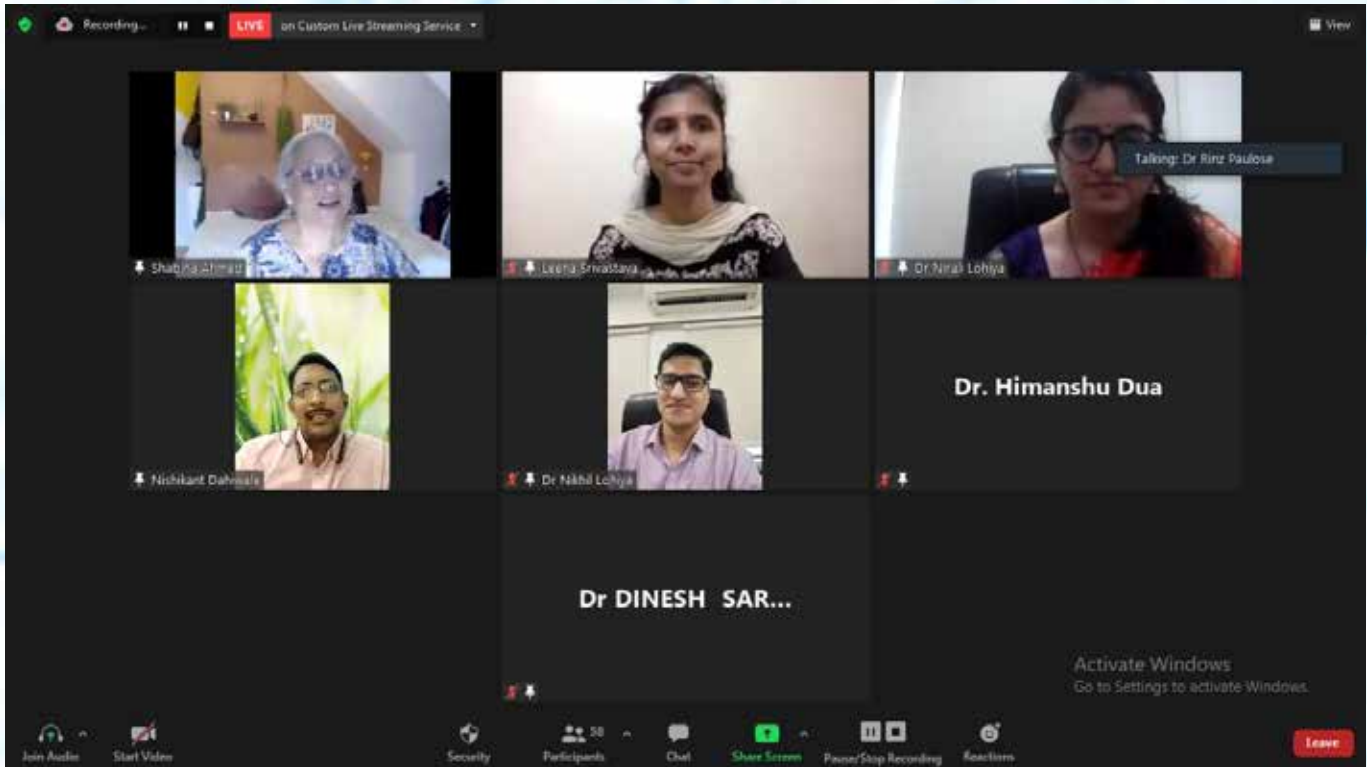 Recording...
LIVE on Custom Live Streaming Service
View
Talking: Dr Rinz Paulose
Shabina Ahmed
Leena Srivastava
Dr Nirali Lohiya
Nishikant Dahiwale
Dr Nikhil Lohiya
Dr. Himanshu Dua
Dr DINESH SAR...
Activate Windows
Go to Settings to activate Windows.
Join Audio
Start Video
Security
Participants
Chat
Share Screen
Pause/Stop Recording
Reactions
Leave